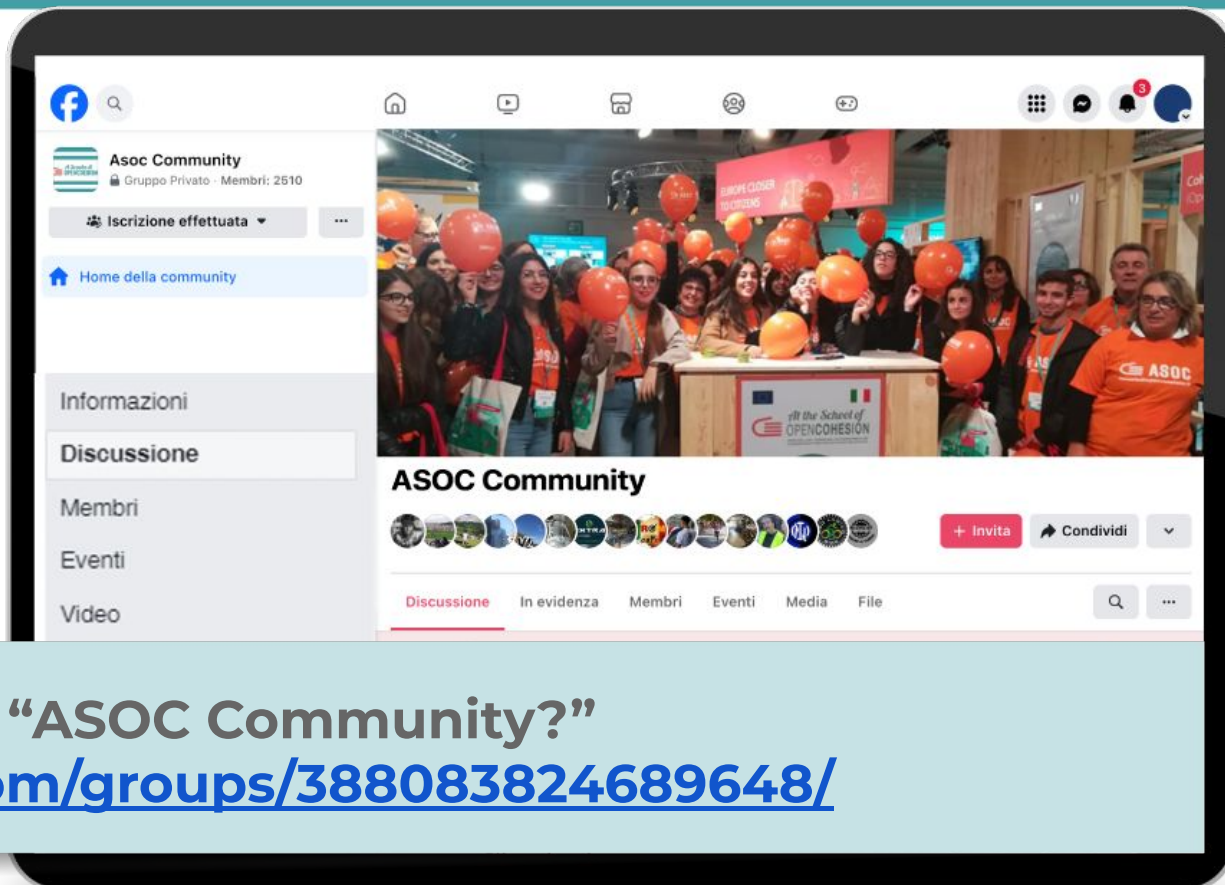 3
Asoc Community
Gruppo Privato · Membri: 2510
Iscrizione effettuata
Home della community
Informazioni
Discussione
Membri
Eventi
Video
EUROPE CLOSER
TO CITIZENS
ASOC
At the School of
OPENCOHESION
ASOC Community
+ Invita
Condividi
Discussione In evidenza Membri Eventi Media File
“ASOC Community?”
om/groups/388083824689648/